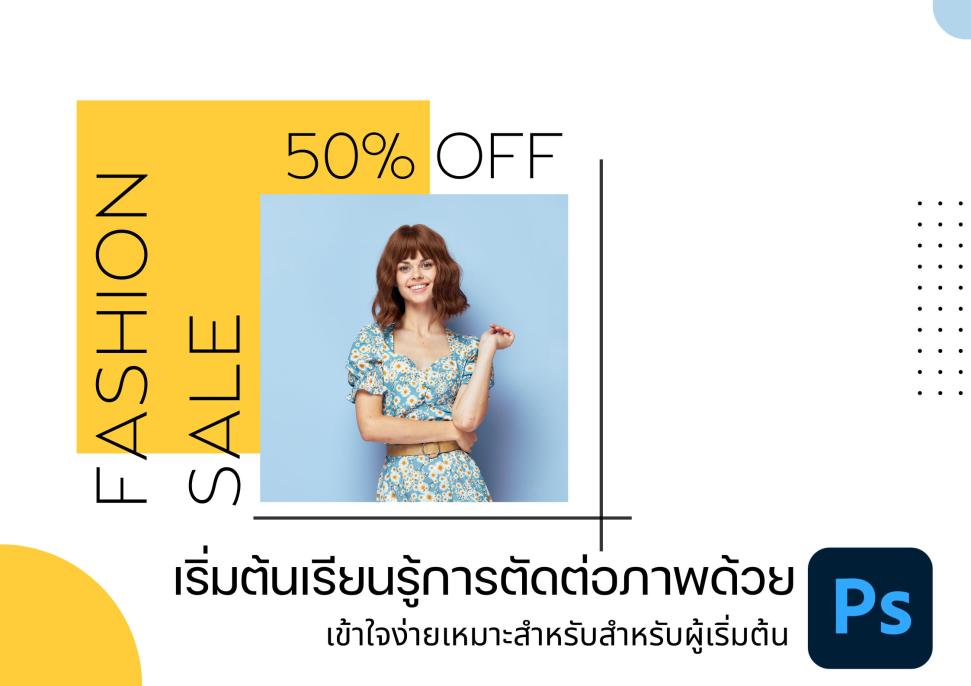 50% OFF
FASHION
SALE
เริ่มต้นเรียนรู้การตัดต่อภาพด้วย
Ps
เข้าใจง่ายเหมาะสำหรับสำหรับผู้เริ่มต้น